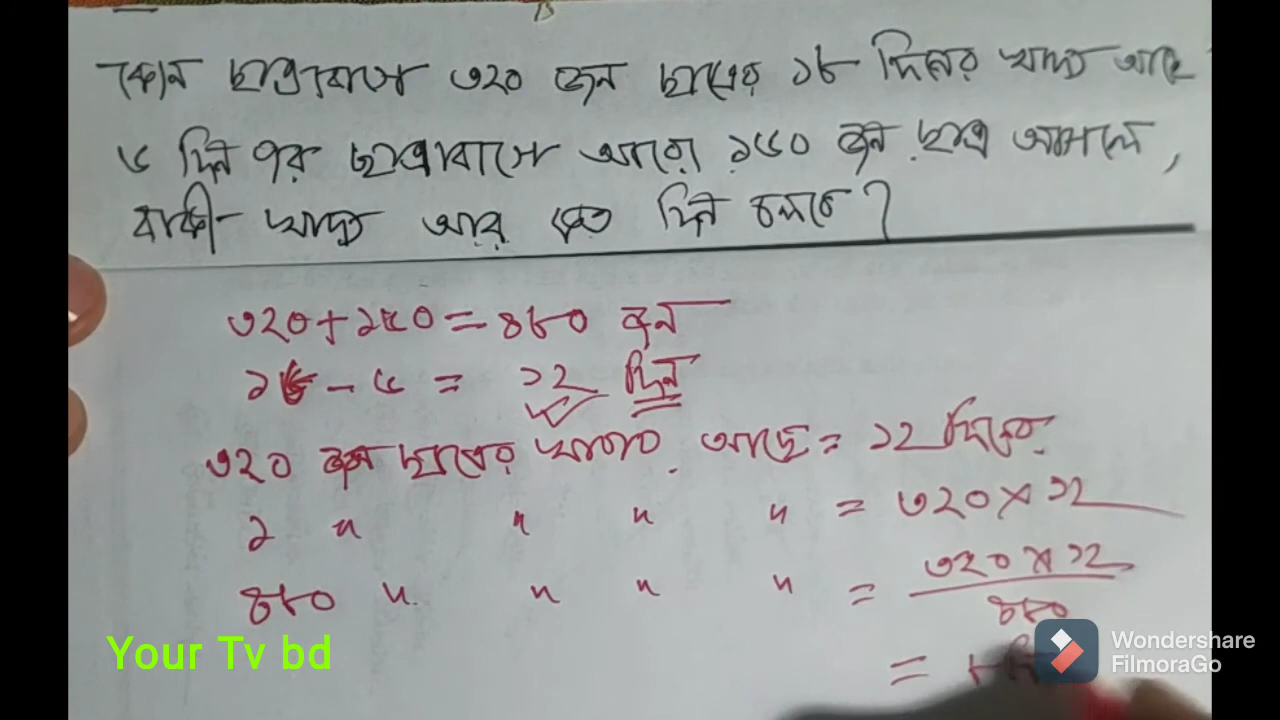 কোন ছাত্রাবাসে ৩২০ জন ছাত্রের ১৮ দিনের খাদ্য আছে
৬ দিন পর ছাত্রাবাসে আরো ১৬০ জন ছাত্র আসলে,
বাকী খাদ্য আর কত দিন চলবে?
৩২০+১৬০=৪৮০ জন
১৮ - ৬ = ১২ দিন
৩২০ জন ছাত্রের খাবার আছে = ১২ দিনের
১ " " " " = ৩২০×১২
৪৮০ " " " " = ৩২০×১২
৪৮০
= ৮
Your Tv bd
Wondershare
FilmoraGo